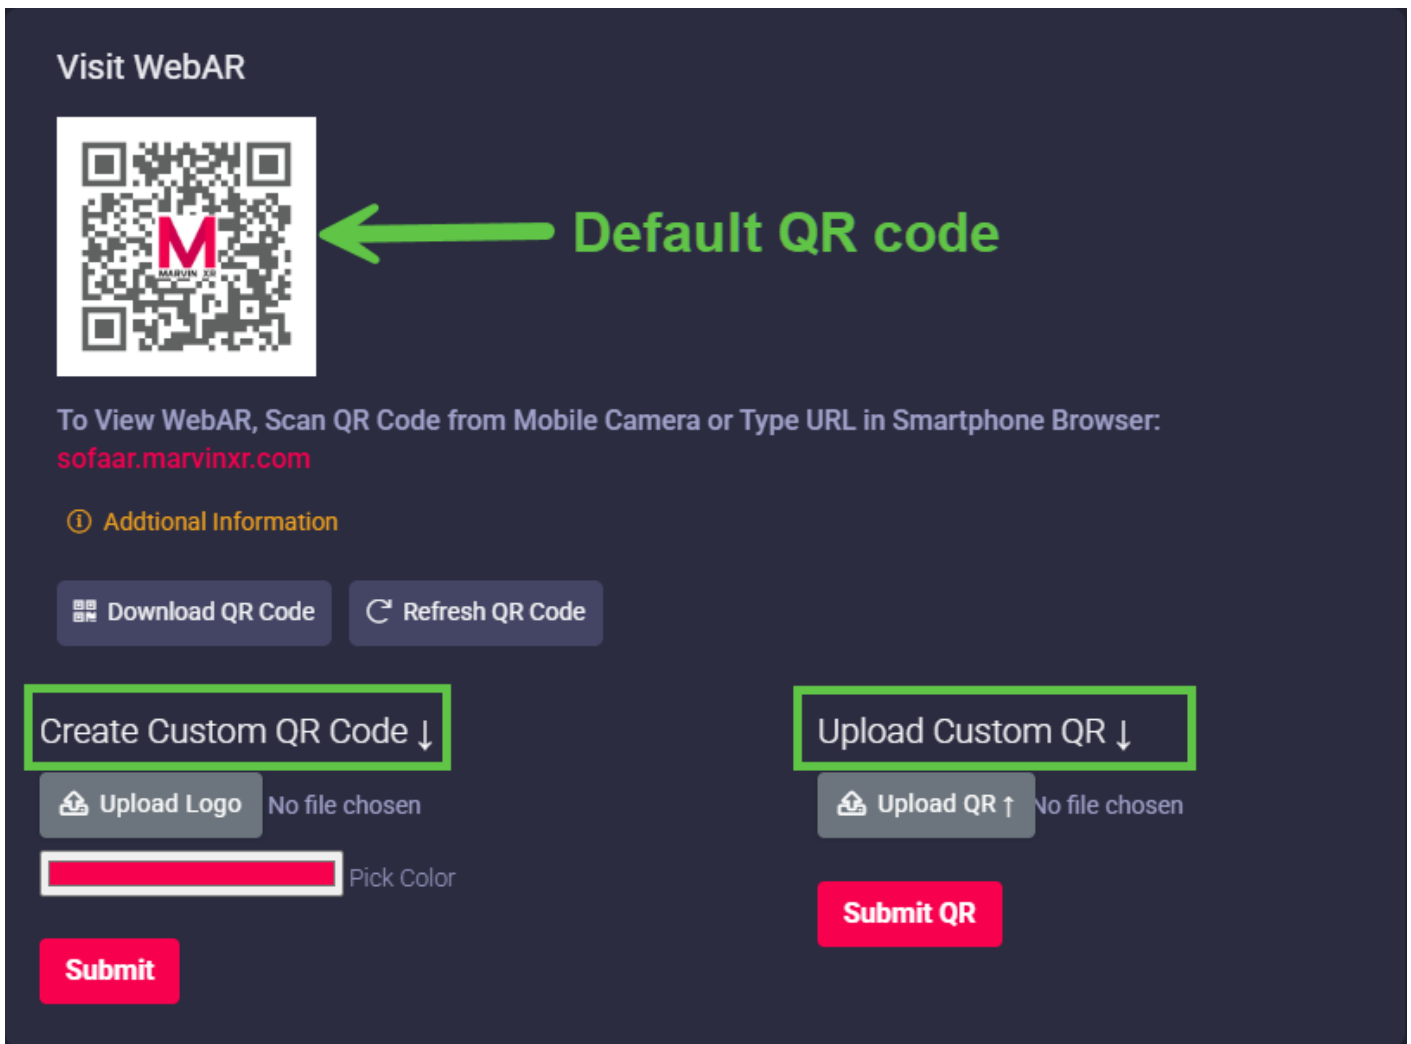 Visit WebAR
M
MARVIN XR
Default QR code
To View WebAR, Scan QR Code from Mobile Camera or Type URL in Smartphone Browser:
sofaar.marvinxr.com
Addtional Information
Download QR Code
Refresh QR Code
Create Custom QR Code ↓
Upload Logo No file chosen
Pick Color
Submit
Upload Custom QR ↓
Upload QR ↑ No file chosen
Submit QR